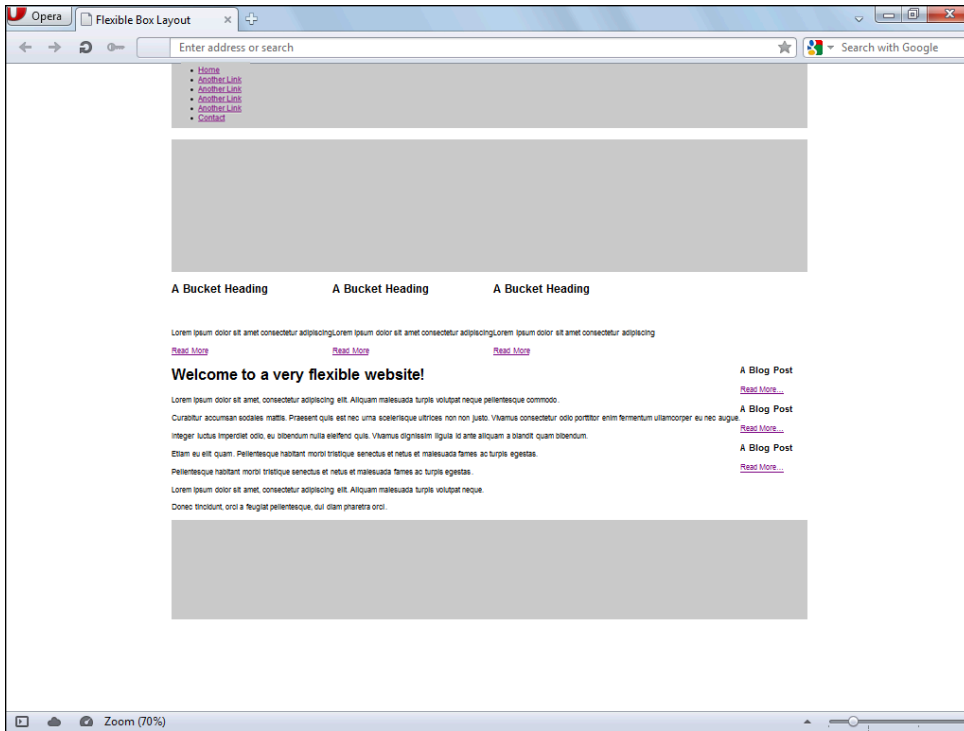 Opera
Flexible Box Layout
Enter address or search
Search with Google
Home
Another Link
Another Link
Another Link
Another Link
Contact
A Bucket Heading A Bucket Heading A Bucket Heading
Lorem ipsum dolor sit amet consectetur adipiscing Lorem ipsum dolor sit amet consectetur adipiscing Lorem ipsum dolor sit amet consectetur adipiscing
Read More Read More Read More
Welcome to a very flexible website!
Lorem ipsum dolor sit amet, consectetur adipiscing elit. Aliquam malesuada turpis volutpat neque pellentesque commodo.
Curabitur accumsan sodales mattis. Praesent quis est nec urna scelerisque ultrices non non justo. Vivamus consectetur odio porttitor enim fermentum ullamcorper eu nec augue.
Integer luctus imperdiet odio, eu bibendum nulla eleifend quis. Vivamus dignissim ligula id ante aliquam a blandit quam bibendum.
Etiam eu elit quam. Pellentesque habitant morbi tristique senectus et netus et malesuada fames ac turpis egestas.
Pellentesque habitant morbi tristique senectus et netus et malesuada fames ac turpis egestas.
Lorem ipsum dolor sit amet, consectetur adipiscing elit. Aliquam malesuada turpis volutpat neque.
Donec tincidunt, orci a feugiat pellentesque, dui diam pharetra orci.
A Blog Post
Read More...
A Blog Post
Read More...
A Blog Post
Read More...
Zoom (70%)